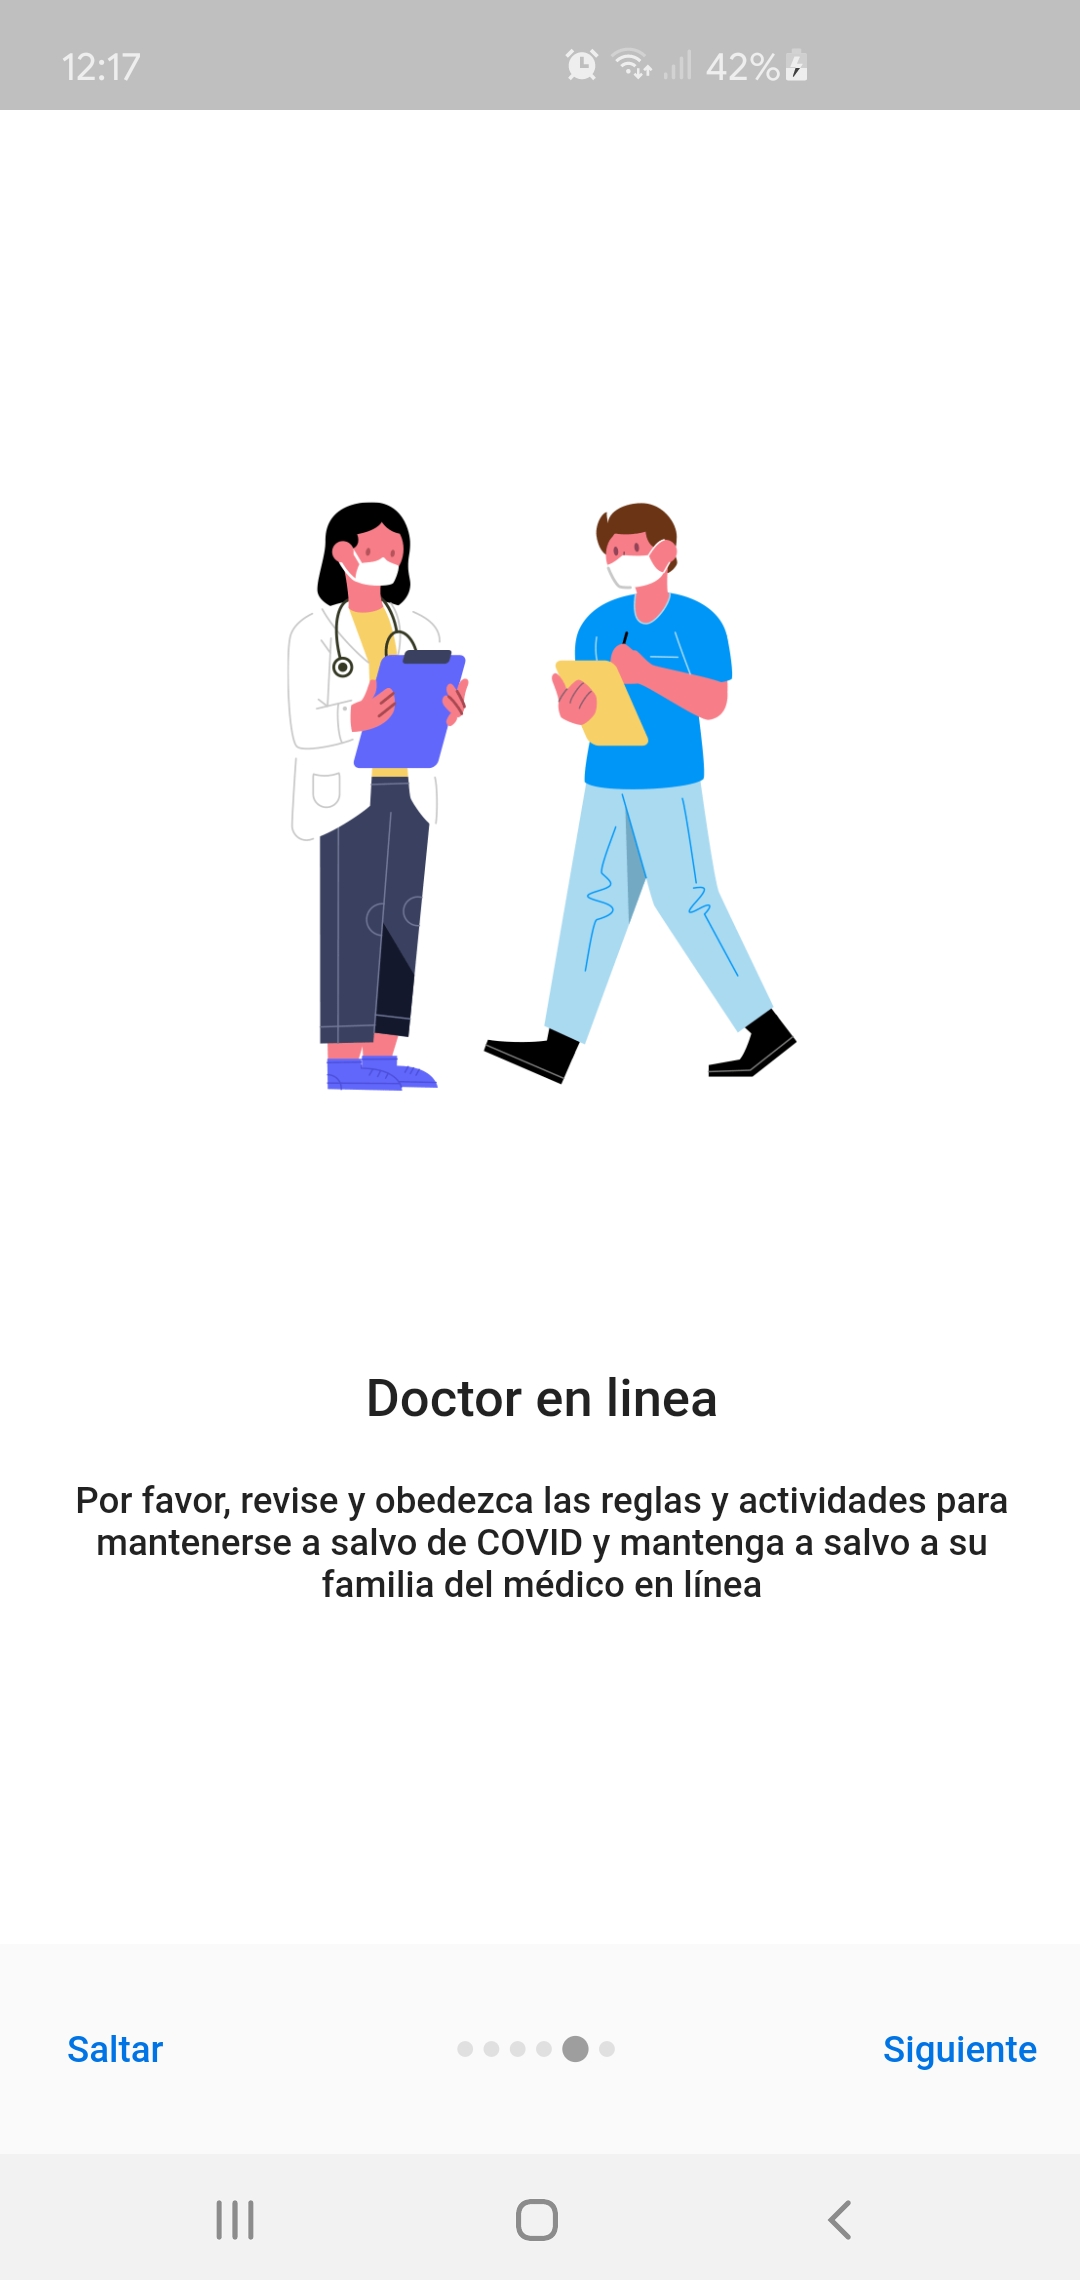 12:17
42%
Doctor en linea
Por favor, revise y obedezca las reglas y actividades para
mantenerse a salvo de COVID y mantenga a salvo a su
familia del médico en línea
Saltar
Siguiente